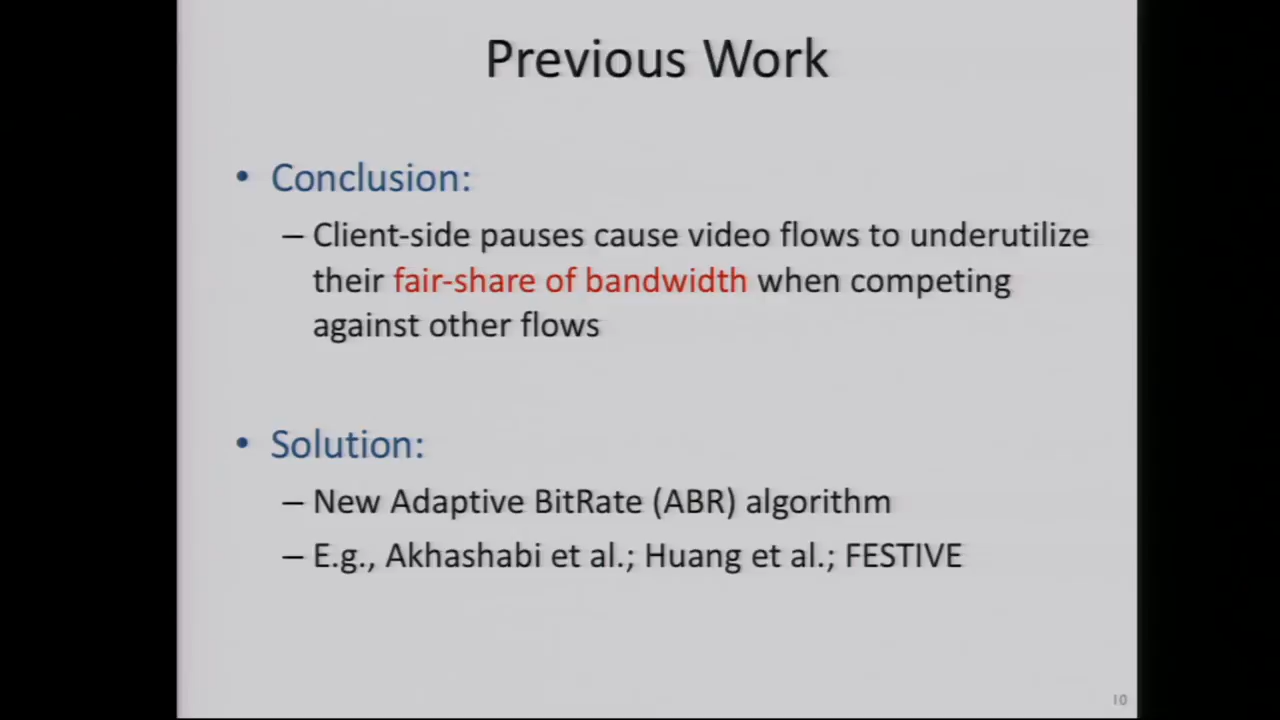 Previous Work
• Conclusion:
– Client-side pauses cause video flows to underutilize
their fair-share of bandwidth when competing
against other flows
• Solution:
– New Adaptive BitRate (ABR) algorithm
– E.g., Akhashabi et al.; Huang et al.; FESTIVE
10